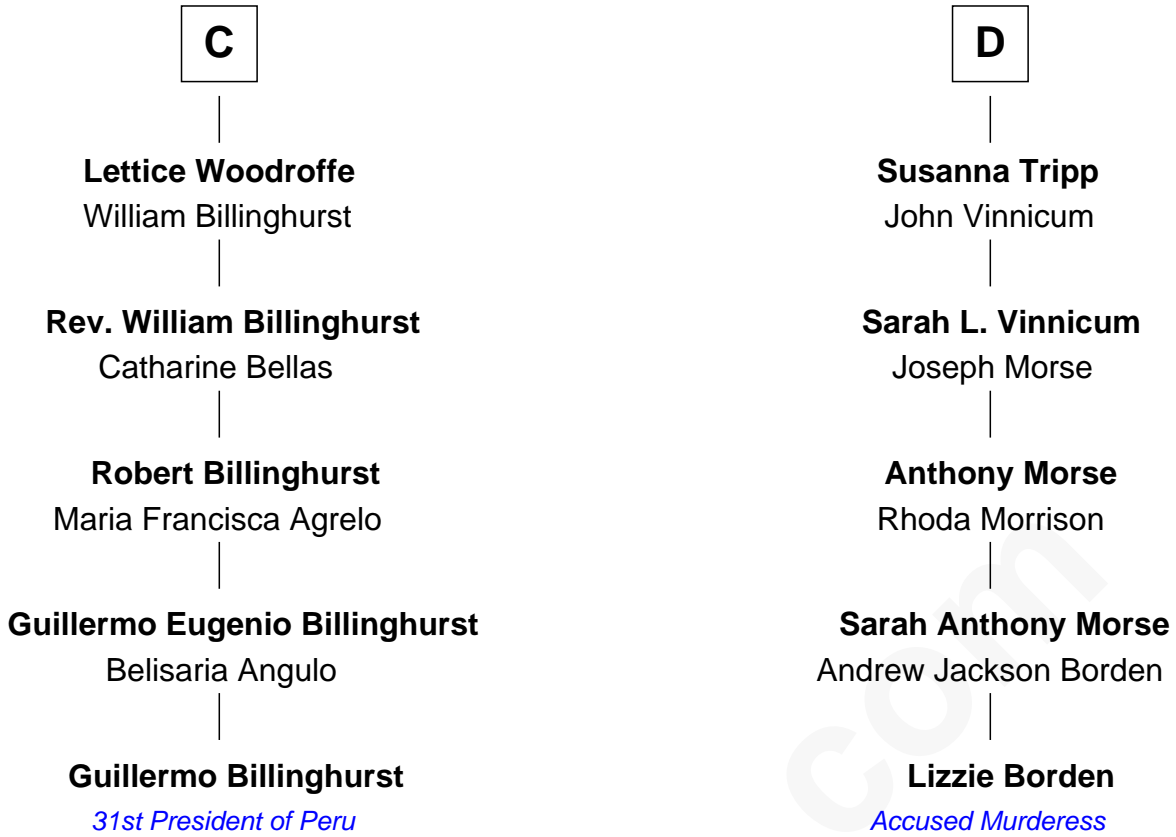 C
D
Lettice Woodroffe
William Billinghurst
Susanna Tripp
John Vinnicum
Rev. William Billinghurst
Catharine Bellas
Sarah L. Vinnicum
Joseph Morse
Robert Billinghurst
Maria Francisca Agrelo
Anthony Morse
Rhoda Morrison
Guillermo Eugenio Billinghurst
Belisaria Angulo
Sarah Anthony Morse
Andrew Jackson Borden
Guillermo Billinghurst
31st President of Peru
Lizzie Borden
Accused Murderess
com